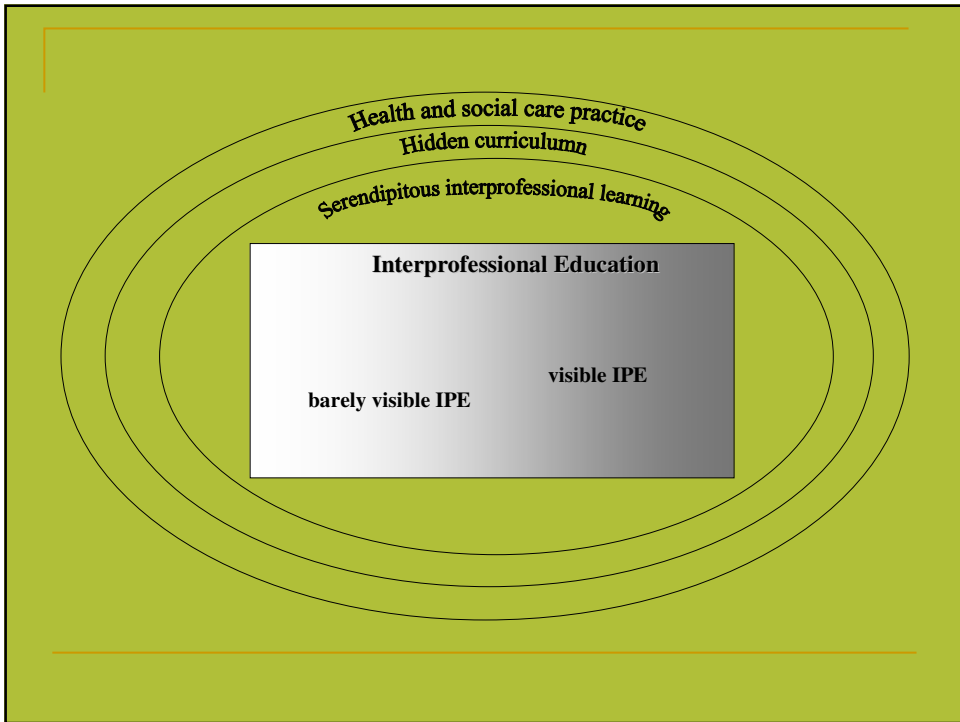 Health and social care practice
Hidden curriculumn
Serendipitous interprofessional learning
Interprofessional Education
visible IPE
barely visible IPE